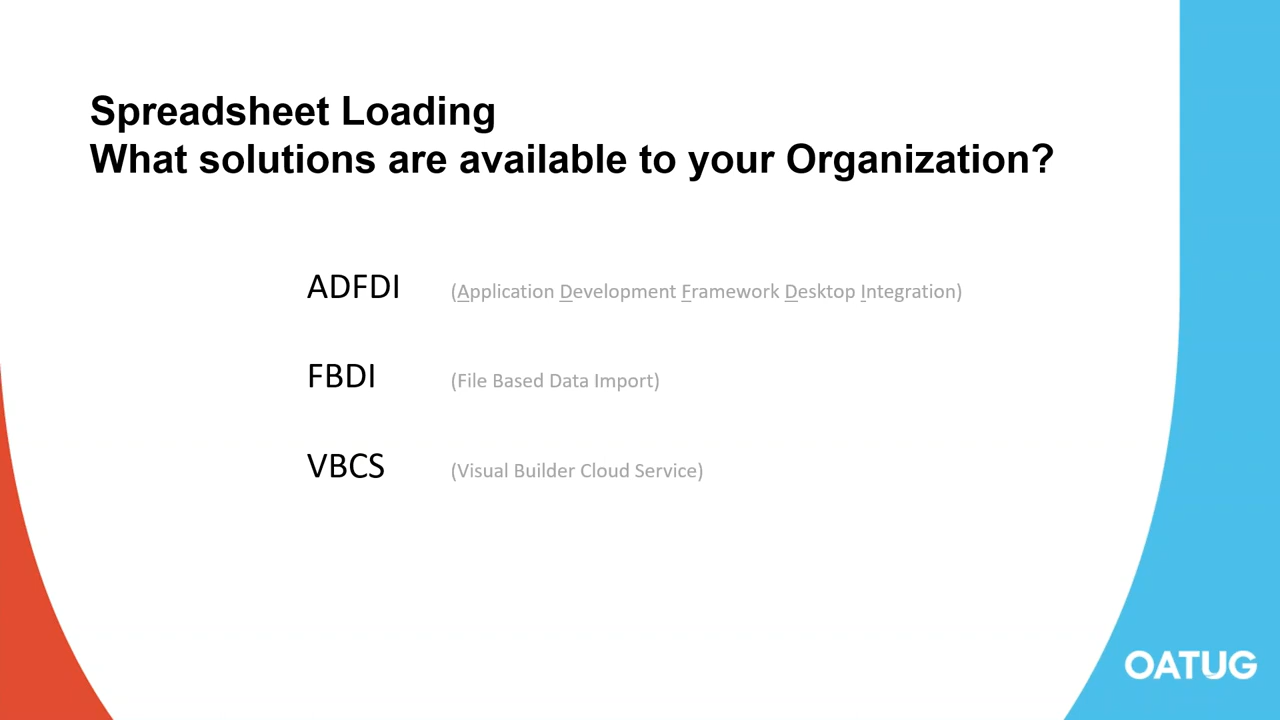 Spreadsheet Loading
What solutions are available to your Organization?
ADFDI (Application Development Framework Desktop Integration)
FBDI (File Based Data Import)
VBCS (Visual Builder Cloud Service)
OATUG